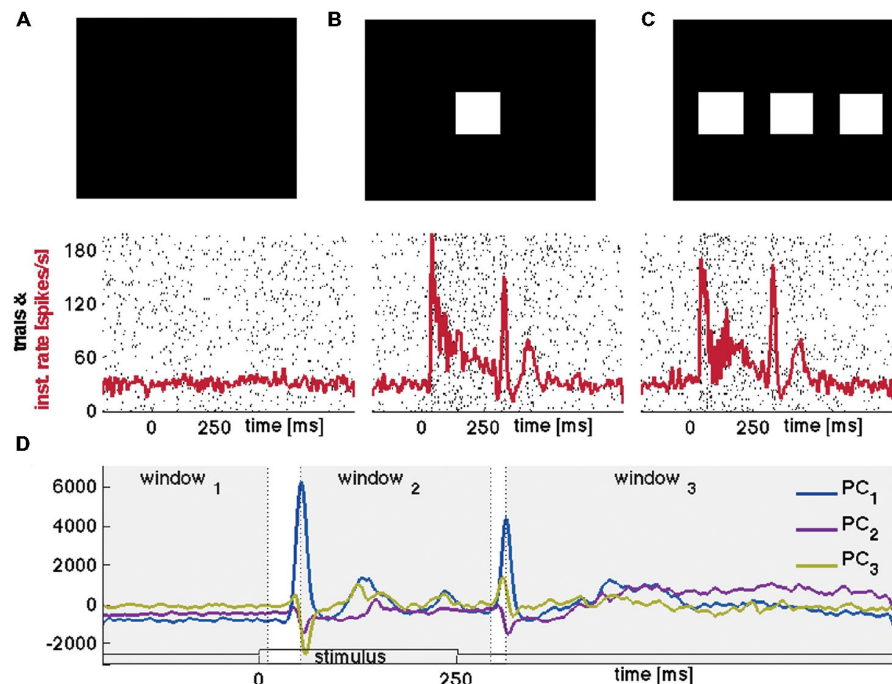 A
B
C
180
120
60
0
trials &
inst. rate [spikes/s]
0 250 time [ms]
0 250 time [ms]
0 250 time [ms]
D
window 1
window 2
window 3
PC1
PC2
PC3
6000
4000
2000
0
-2000
stimulus
0 250 time [ms]